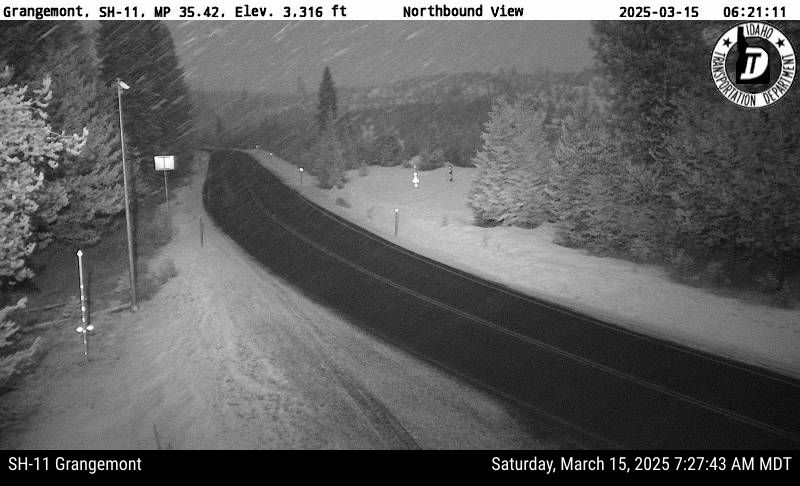 Grangemont, SH-11, MP 35.42, Elev. 3,316 ft Northbound View 2025-03-15 06:21:11
IDAHO
TRANSPORTATION DEPARTMENT
SH-11 Grangemont Saturday, March 15, 2025 7:27:43 AM MDT